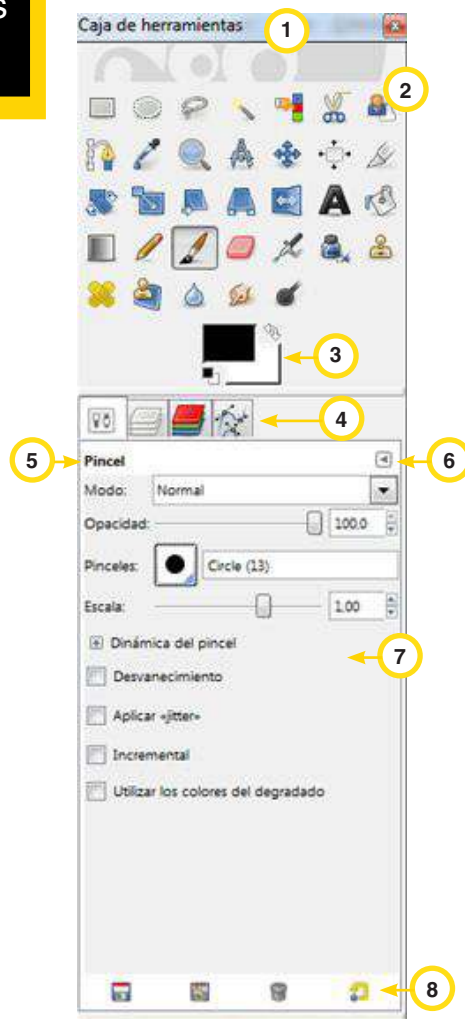 s
Caja de herramientas
1
2
3
4
5
Pincel
6
Modo: Normal
Opacidad: 100.0
Pinceles: Circle (13)
Escala: 1.00
Dinámica del pincel
7
Desvanecimiento
Aplicar «jitter»
Incremental
Utilizar los colores del degradado
8